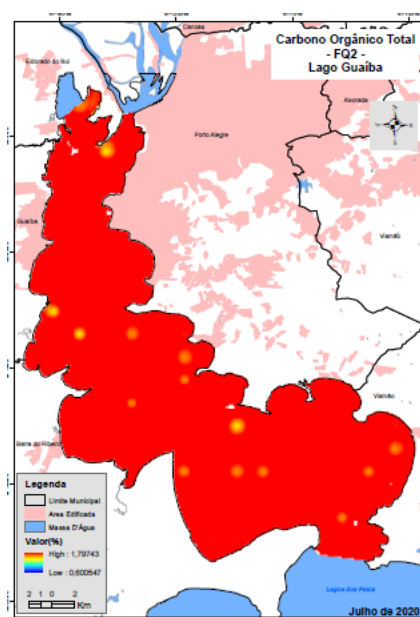 Carbono Orgânico Total
- FQ2 -
Lago Guaíba
Canoas
Eldorado do Sul
Alvorada
Porto Alegre
Guaíba
Viamão
Viamão
Barra do Ribeiro
Legenda
Limite Municipal
Area Edificada
Massa D'Água
Valor(%)
High : 1,79743
Low : 0,600547
2 1 0 2
Km
Lagoa dos Patos
Julho de 2020